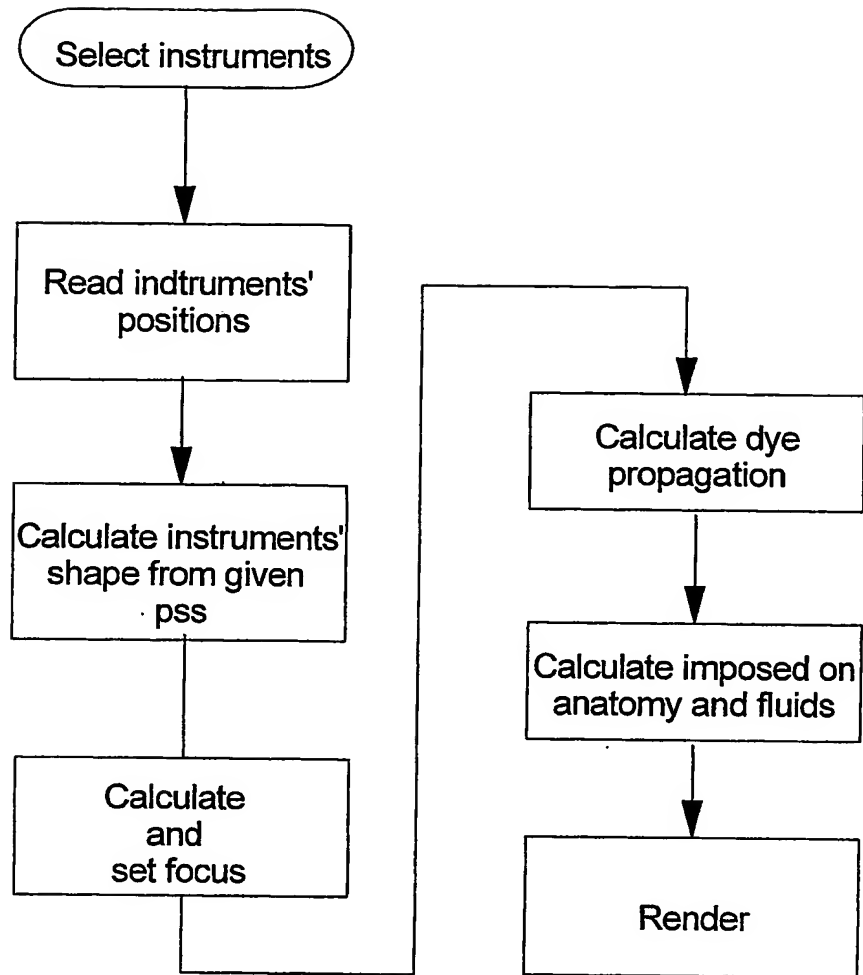 Select instruments
Read indtruments'
positions
Calculate instruments'
shape from given
pss
Calculate
and
set focus
Calculate dye
propagation
Calculate imposed on
anatomy and fluids
Render